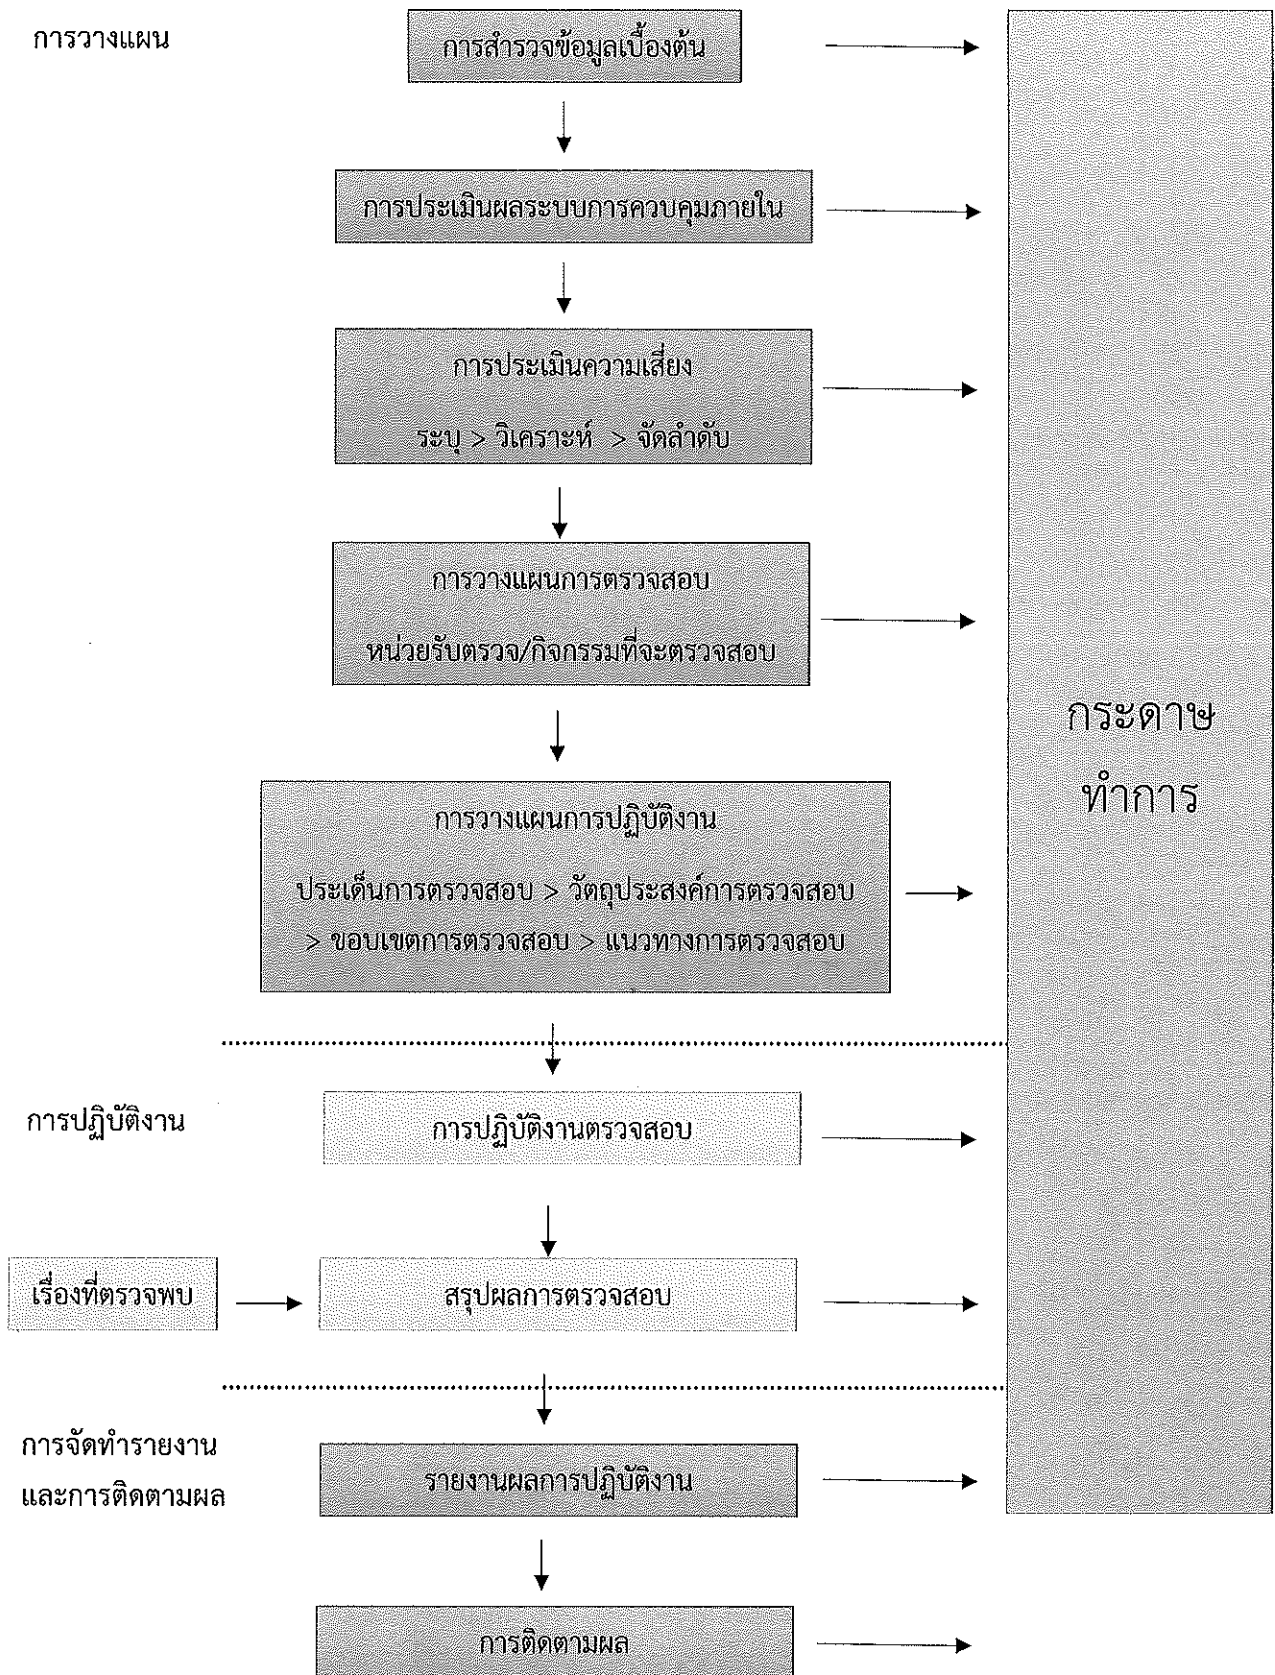 การวางแผน
การสำรวจข้อมูลเบื้องต้น
การประเมินผลระบบการควบคุมภายใน
การประเมินความเสี่ยง
ระบุ > วิเคราะห์ > จัดลำดับ
การวางแผนการตรวจสอบ
หน่วยรับตรวจ/กิจกรรมที่จะตรวจสอบ
กระดาษ
ทำการ
การวางแผนการปฏิบัติงาน
ประเด็นการตรวจสอบ > วัตถุประสงค์การตรวจสอบ
> ขอบเขตการตรวจสอบ > แนวทางการตรวจสอบ
การปฏิบัติงาน
การปฏิบัติงานตรวจสอบ
เรื่องที่ตรวจพบ
สรุปผลการตรวจสอบ
การจัดทำรายงาน
และการติดตามผล
รายงานผลการปฏิบัติงาน
การติดตามผล